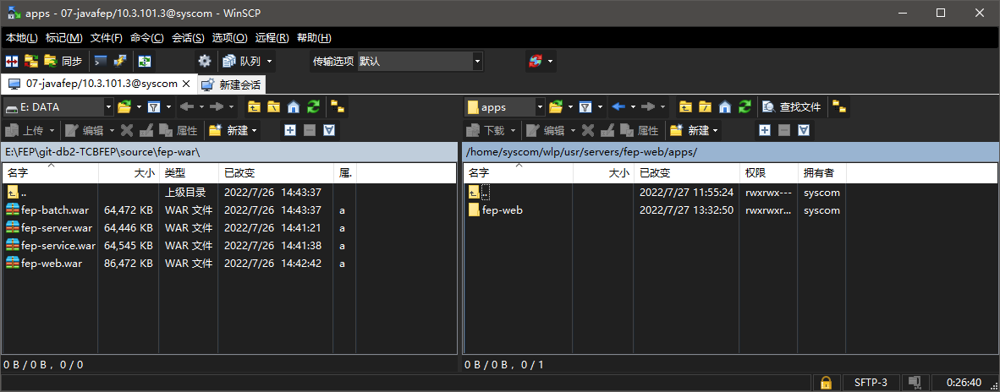 apps - 07-javafep/10.3.101.3@syscom - WinSCP
本地(L) 标记(M) 文件(F) 命令(C) 会话(S) 选项(O) 远程(R) 帮助(H)
同步 队列 传输选项 默认
07-javafep/10.3.101.3@syscom × 新建会话
E: DATA
上传 编辑 属性 新建
E:\FEP\git-db2-TCBFEP\source\fep-war\
名字 大小 类型 已改变 属.
.. 上级目录 2022/7/26 14:43:37
fep-batch.war 64,472 KB WAR 文件 2022/7/26 14:43:37 a
fep-server.war 64,446 KB WAR 文件 2022/7/26 14:41:21 a
fep-service.war 64,545 KB WAR 文件 2022/7/26 14:41:38 a
fep-web.war 86,472 KB WAR 文件 2022/7/26 14:42:42 a
0 B / 0 B, 0 / 0
apps 查找文件
下载 编辑 属性 新建
/home/syscom/wlp/usr/servers/fep-web/apps/
名字 大小 已改变 权限 拥有者
.. 2022/7/27 11:55:24 rwxrwx--- syscom
fep-web 2022/7/27 13:32:50 rwxrwxr... syscom
0 B / 0 B, 0 / 1
SFTP-3 0:26:40